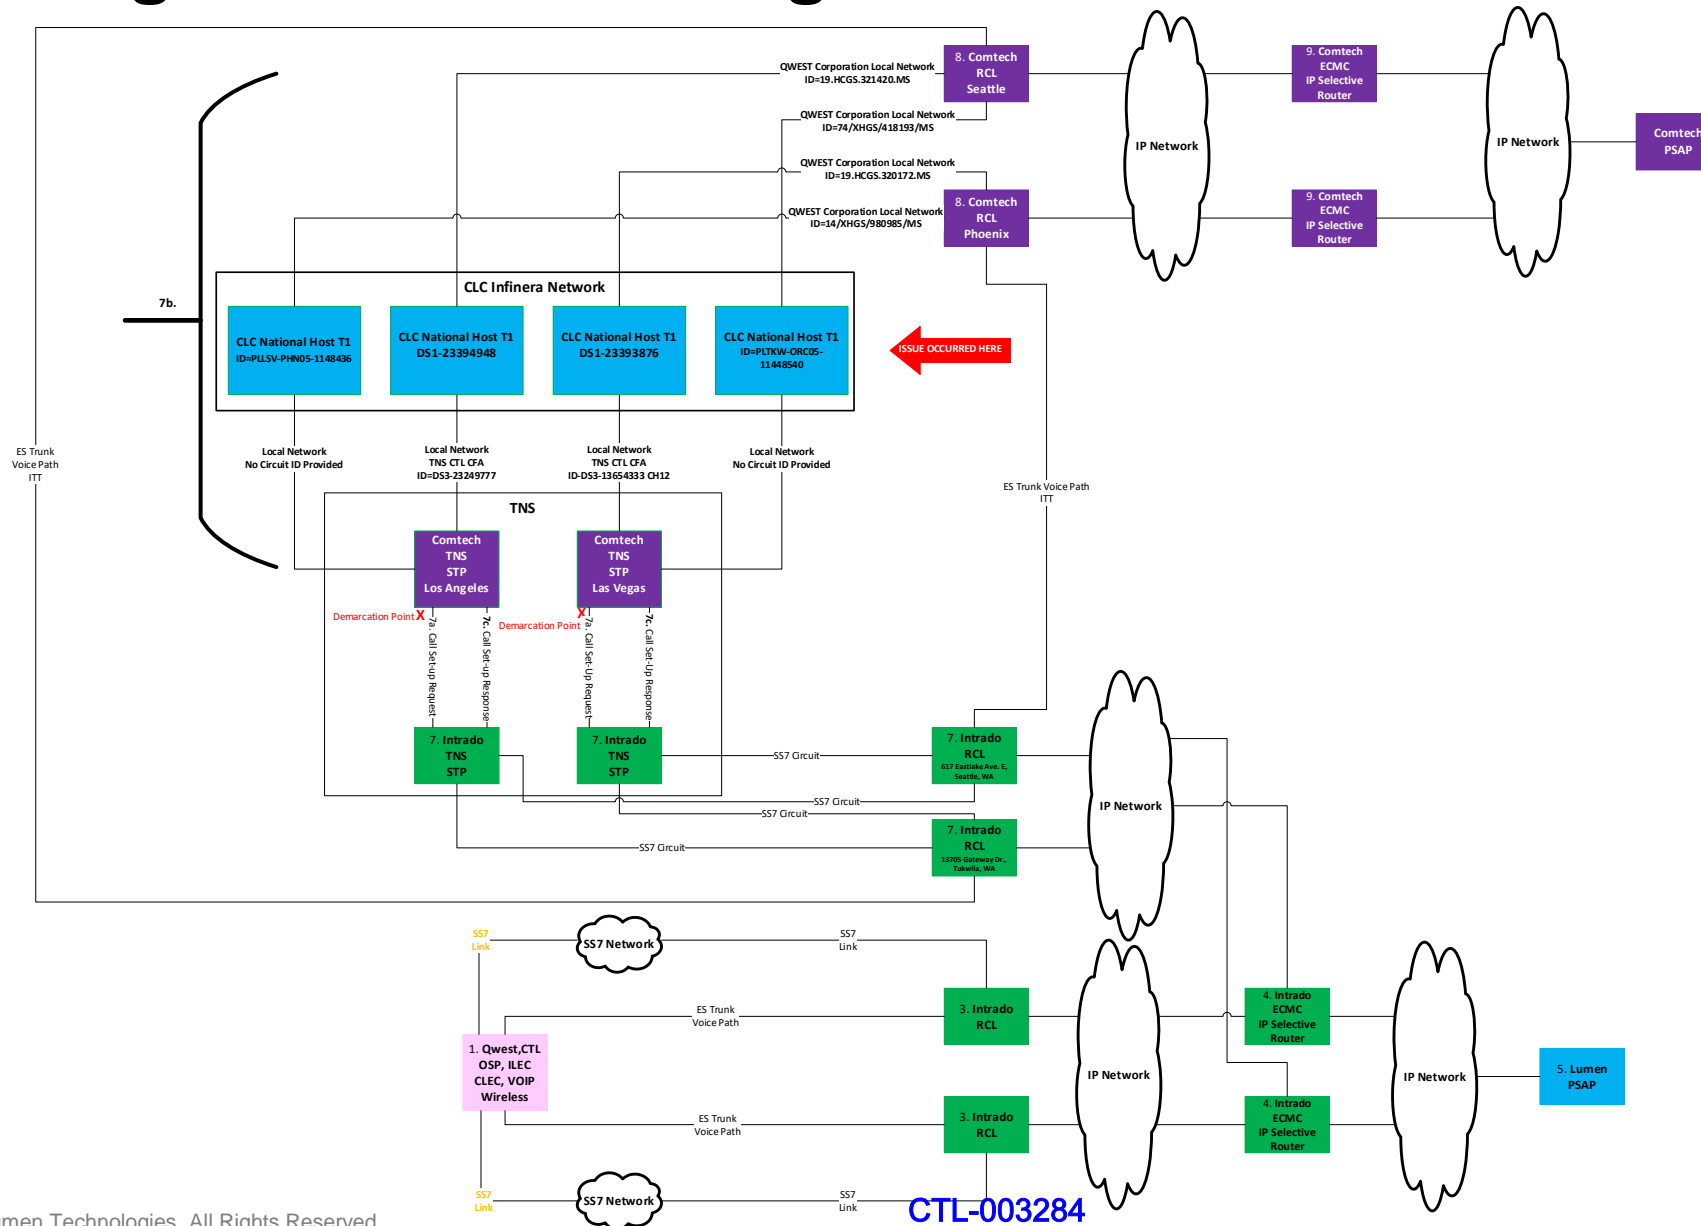 QWEST Corporation Local Network
ID=19.HCGS.321420.MS
8. Comtech
RCL
Seattle
9. Comtech
ECMC
IP Selective
Router
QWEST Corporation Local Network
ID=74/XHGS/418193/MS
IP Network
IP Network
Comtech
PSAP
QWEST Corporation Local Network
ID=19.HCGS.320172.MS
QWEST Corporation Local Network
ID=14/XHGS/980985/MS
8. Comtech
RCL
Phoenix
9. Comtech
ECMC
IP Selective
Router
7b.
CLC Infinera Network
CLC National Host T1
ID=PLLSV-PHN05-1148436
CLC National Host T1
DS1-23394948
CLC National Host T1
DS1-23393876
CLC National Host T1
ID=PLTKW-ORC05-
11448540
ISSUE OCCURRED HERE
ES Trunk
Voice Path
ITT
Local Network
No Circuit ID Provided
Local Network
TNS CTL CFA
ID=DS3-23249777
Local Network
TNS CTL CFA
ID-DS3-13654333 CH12
Local Network
No Circuit ID Provided
ES Trunk Voice Path
ITT
TNS
Comtech
TNS
STP
Los Angeles
Comtech
TNS
STP
Las Vegas
Demarcation Point X
Demarcation Point X
7a. Call Set-up Request
7c. Call Set-up Response
7a. Call Set-Up Request
7c. Call Set-Up Response
7. Intrado
TNS
STP
7. Intrado
TNS
STP
SS7 Circuit
7. Intrado
RCL
617 Eastlake Ave. E,
Seattle, WA
IP Network
SS7 Circuit
SS7 Circuit
SS7 Circuit
7. Intrado
RCL
13705 Gateway Dr.,
Tukwila, WA
SS7
Link
SS7 Network
SS7
Link
ES Trunk
Voice Path
3. Intrado
RCL
4. Intrado
ECMC
IP Selective
Router
1. Qwest,CTL
OSP, ILEC
CLEC, VOIP
Wireless
IP Network
IP Network
5. Lumen
PSAP
ES Trunk
Voice Path
3. Intrado
RCL
4. Intrado
ECMC
IP Selective
Router
SS7
Link
SS7 Network
SS7
Link
CTL-003284
men Technologies. All Rights Reserved